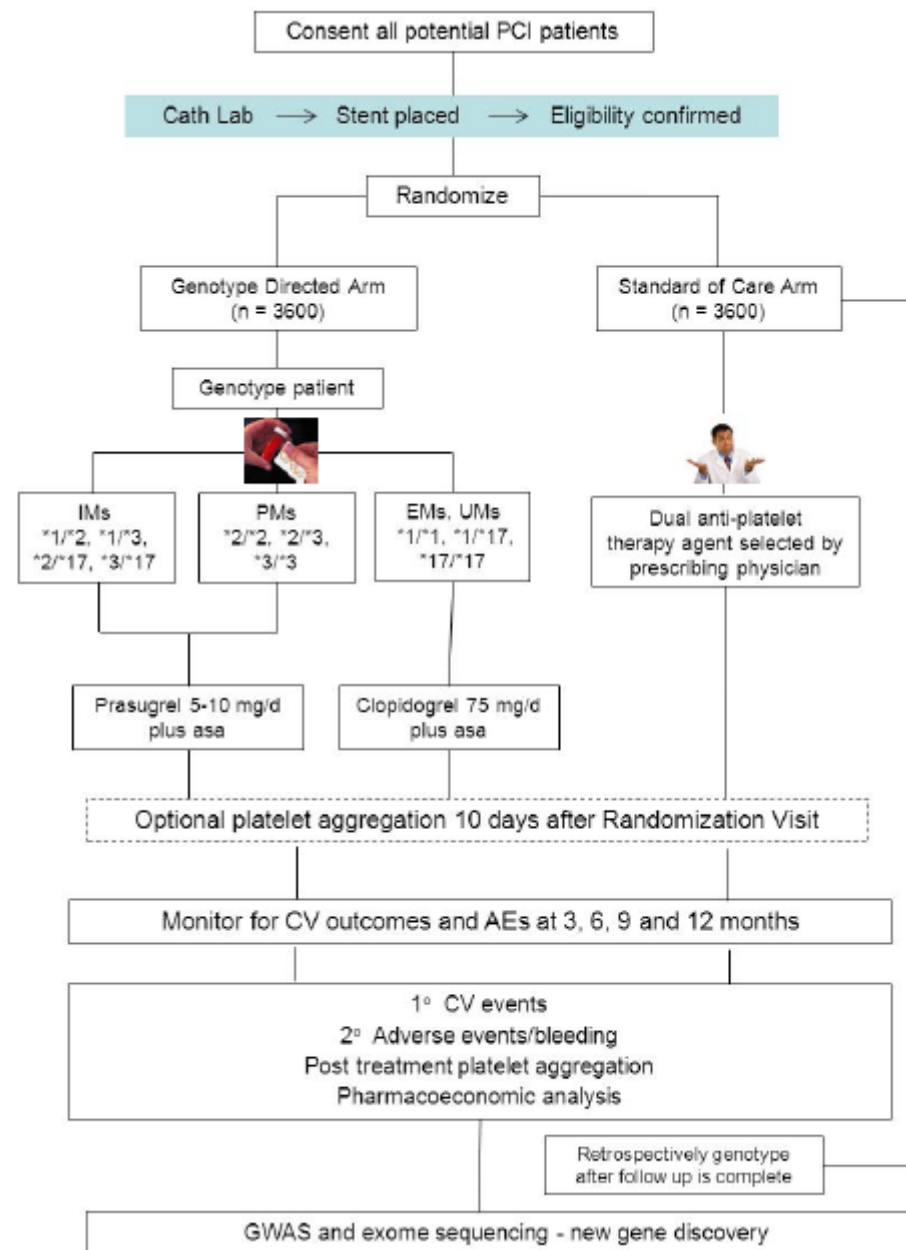 Consent all potential PCI patients
Cath Lab → Stent placed → Eligibility confirmed
Randomize
Genotype Directed Arm
(n = 3600)
Standard of Care Arm
(n = 3600)
Genotype patient
IMs
*1/*2, *1/*3,
*2/*17, *3/*17
PMs
*2/*2, *2/*3,
*3/*3
EMs, UMs
*1/*1, *1/*17,
*17/*17
Dual anti-platelet
therapy agent selected by
prescribing physician
Prasugrel 5-10 mg/d
plus asa
Clopidogrel 75 mg/d
plus asa
Optional platelet aggregation 10 days after Randomization Visit
Monitor for CV outcomes and AEs at 3, 6, 9 and 12 months
1º CV events
2º Adverse events/bleeding
Post treatment platelet aggregation
Pharmacoeconomic analysis
Retrospectively genotype
after follow up is complete
GWAS and exome sequencing - new gene discovery